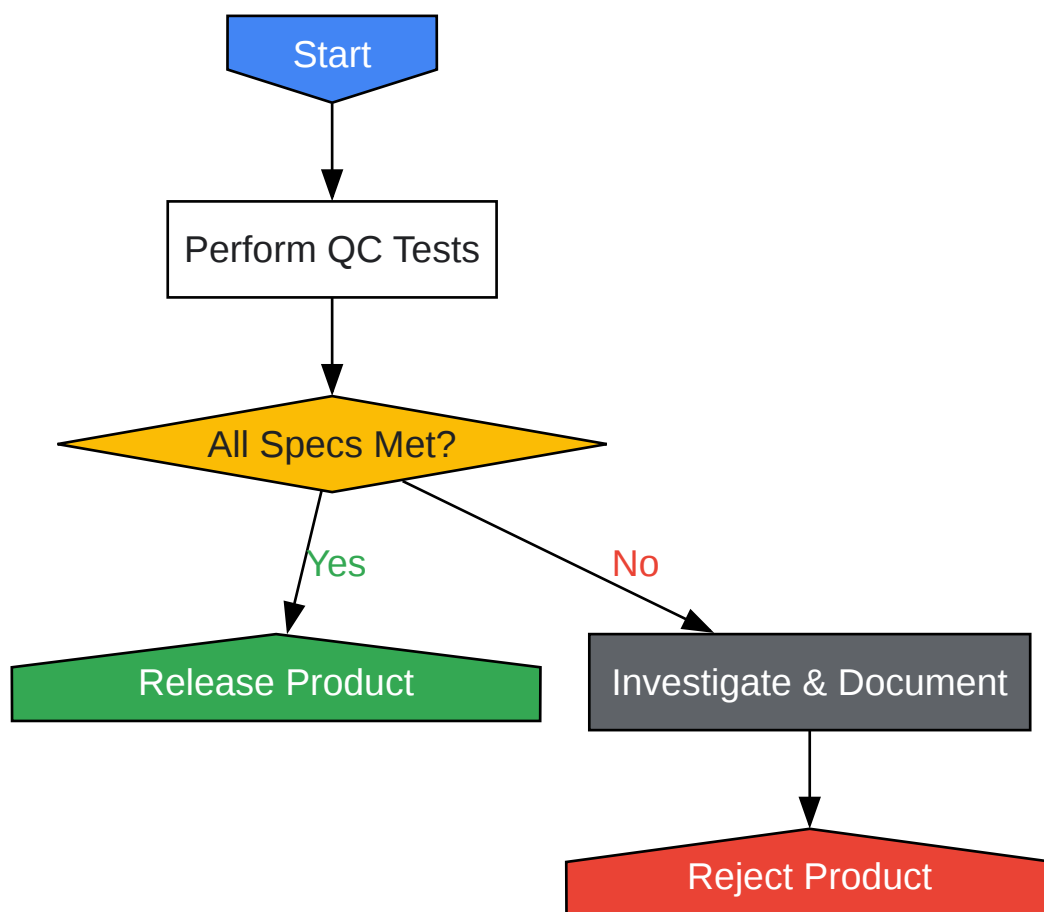 Start
Perform QC Tests
All Specs Met?
Yes
No
Release Product
Investigate & Document
Reject Product